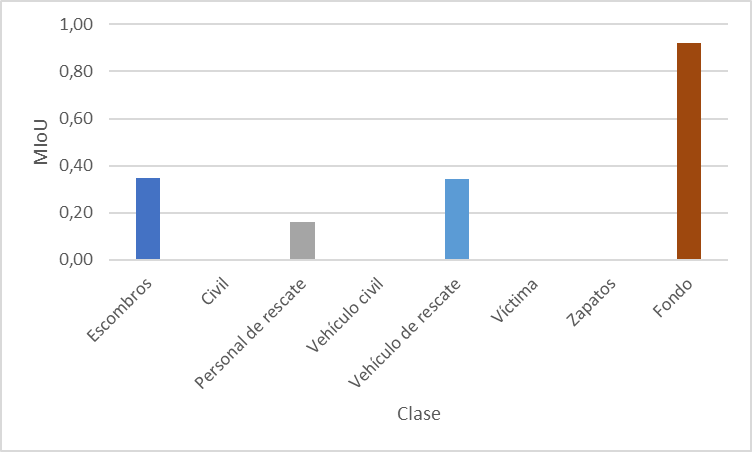 1,00
0,80
0,60
0,40
0,20
0,00
MIoU
Escombros
Civil
Personal de rescate
Vehículo civil
Vehículo de rescate
Víctima
Zapatos
Fondo
Clase